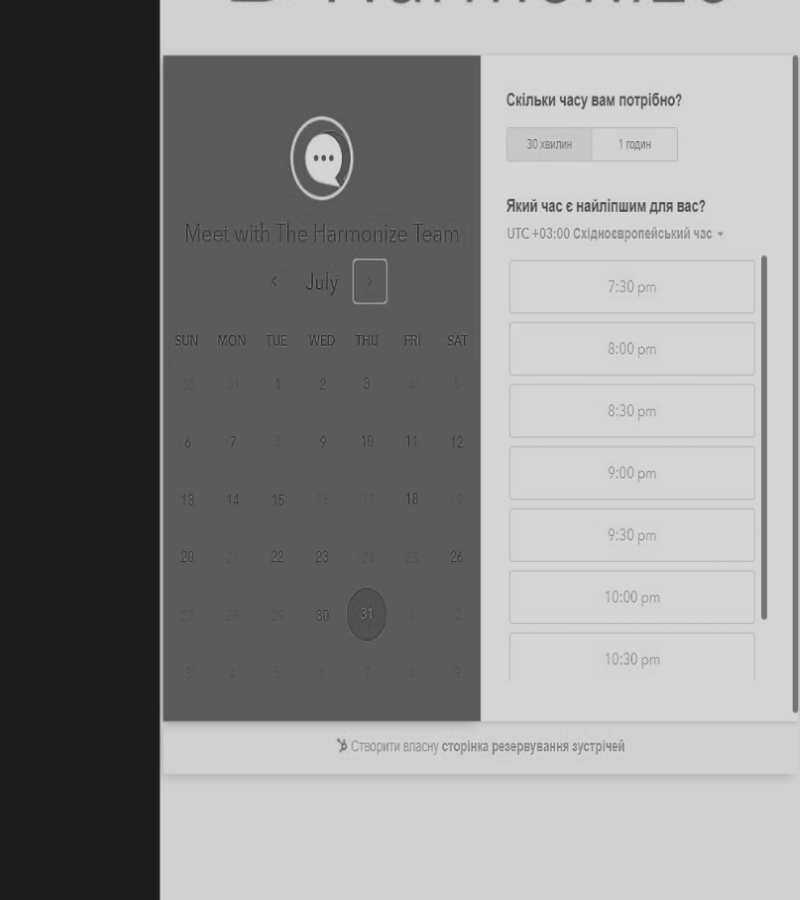 Harmonize
Meet with The Harmonize Team
July
SUN MON TUE WED THU FRI SAT
30 31 1 2 3 4 5
6 7 8 9 10 11 12
13 14 15 16 17 18 19
20 21 22 23 24 25 26
27 28 29 30 31 1 2
3 4 5 6 7 8 9
Скільки часу вам потрібно?
30 хвилин 1 годин
Який час є найліпшим для вас?
UTC +03:00 Східноєвропейський час
7:30 pm
8:00 pm
8:30 pm
9:00 pm
9:30 pm
10:00 pm
10:30 pm
Створити власну сторінка резервування зустрічей